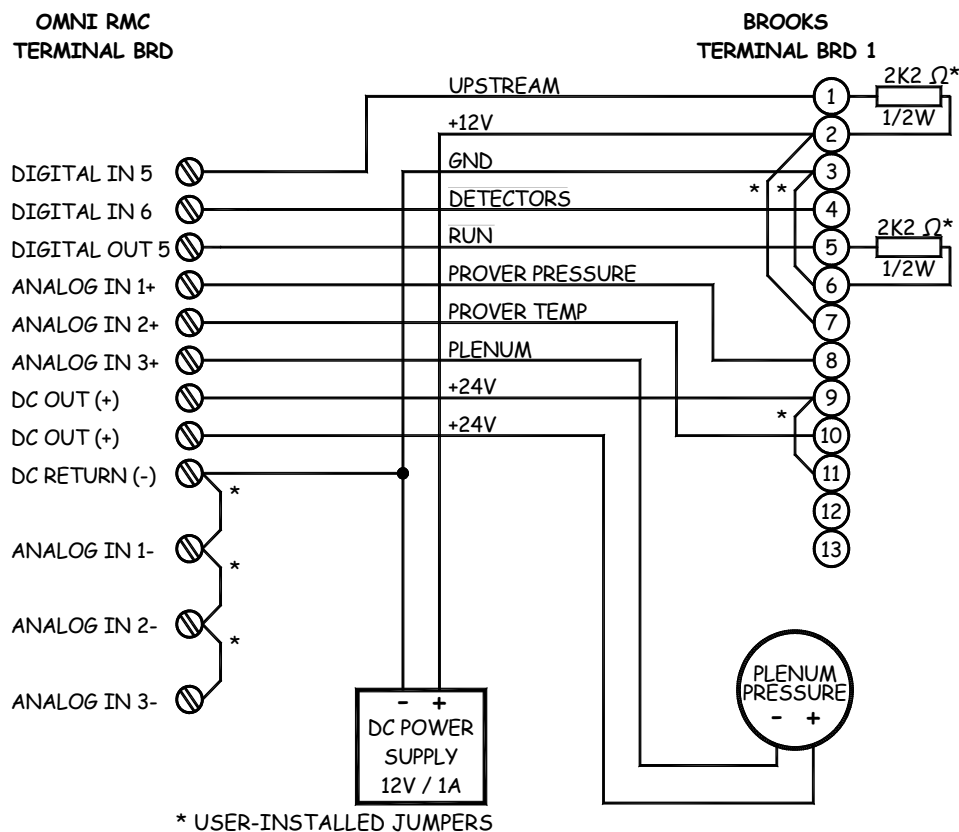 OMNI RMC
TERMINAL BRD
BROOKS
TERMINAL BRD 1
2K2 Ω*
1/2W
UPSTREAM
1
+12V
2
DIGITAL IN 5
GND
3
* *
DIGITAL IN 6
DETECTORS
4
DIGITAL OUT 5
RUN
5
2K2 Ω*
1/2W
ANALOG IN 1+
PROVER PRESSURE
6
ANALOG IN 2+
PROVER TEMP
7
ANALOG IN 3+
PLENUM
8
DC OUT (+)
+24V
9
*
DC OUT (+)
+24V
10
DC RETURN (-)
11
*
12
ANALOG IN 1-
13
*
ANALOG IN 2-
*
ANALOG IN 3-
PLENUM
PRESSURE
- +
- +
DC POWER
SUPPLY
12V / 1A
* USER-INSTALLED JUMPERS